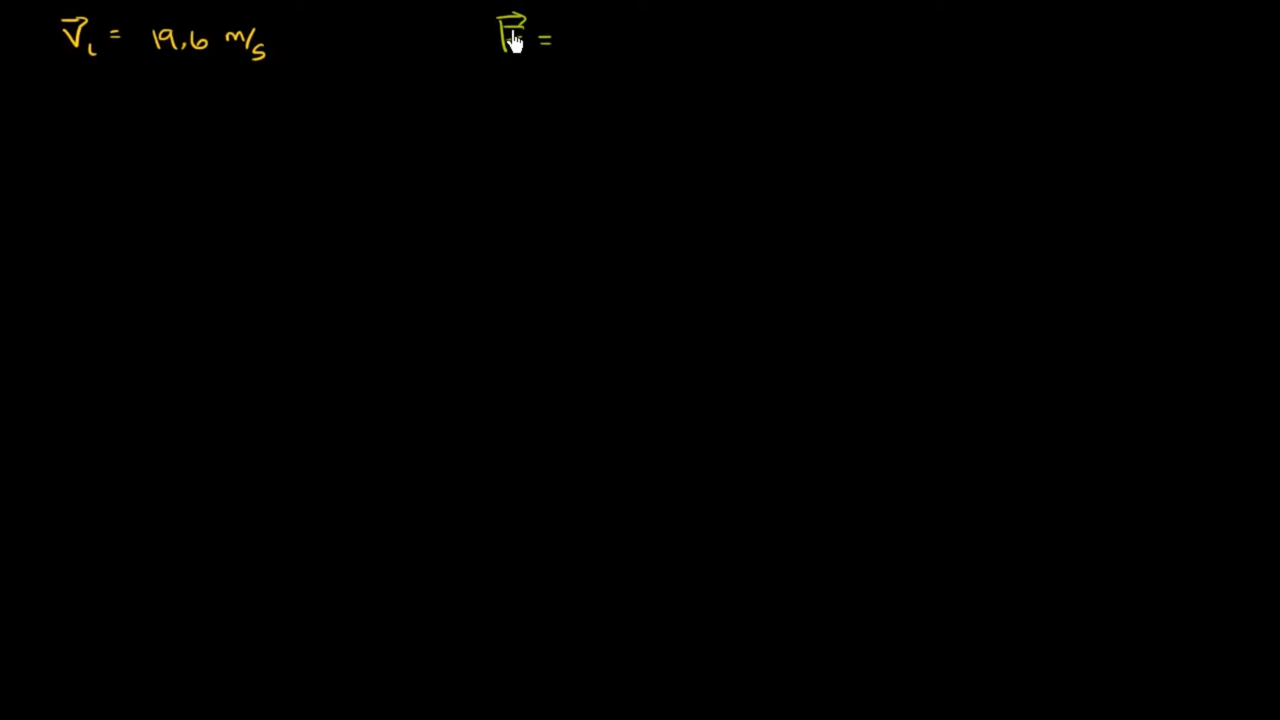 v⃗ᵢ = 19.6 m/s
F⃗ =